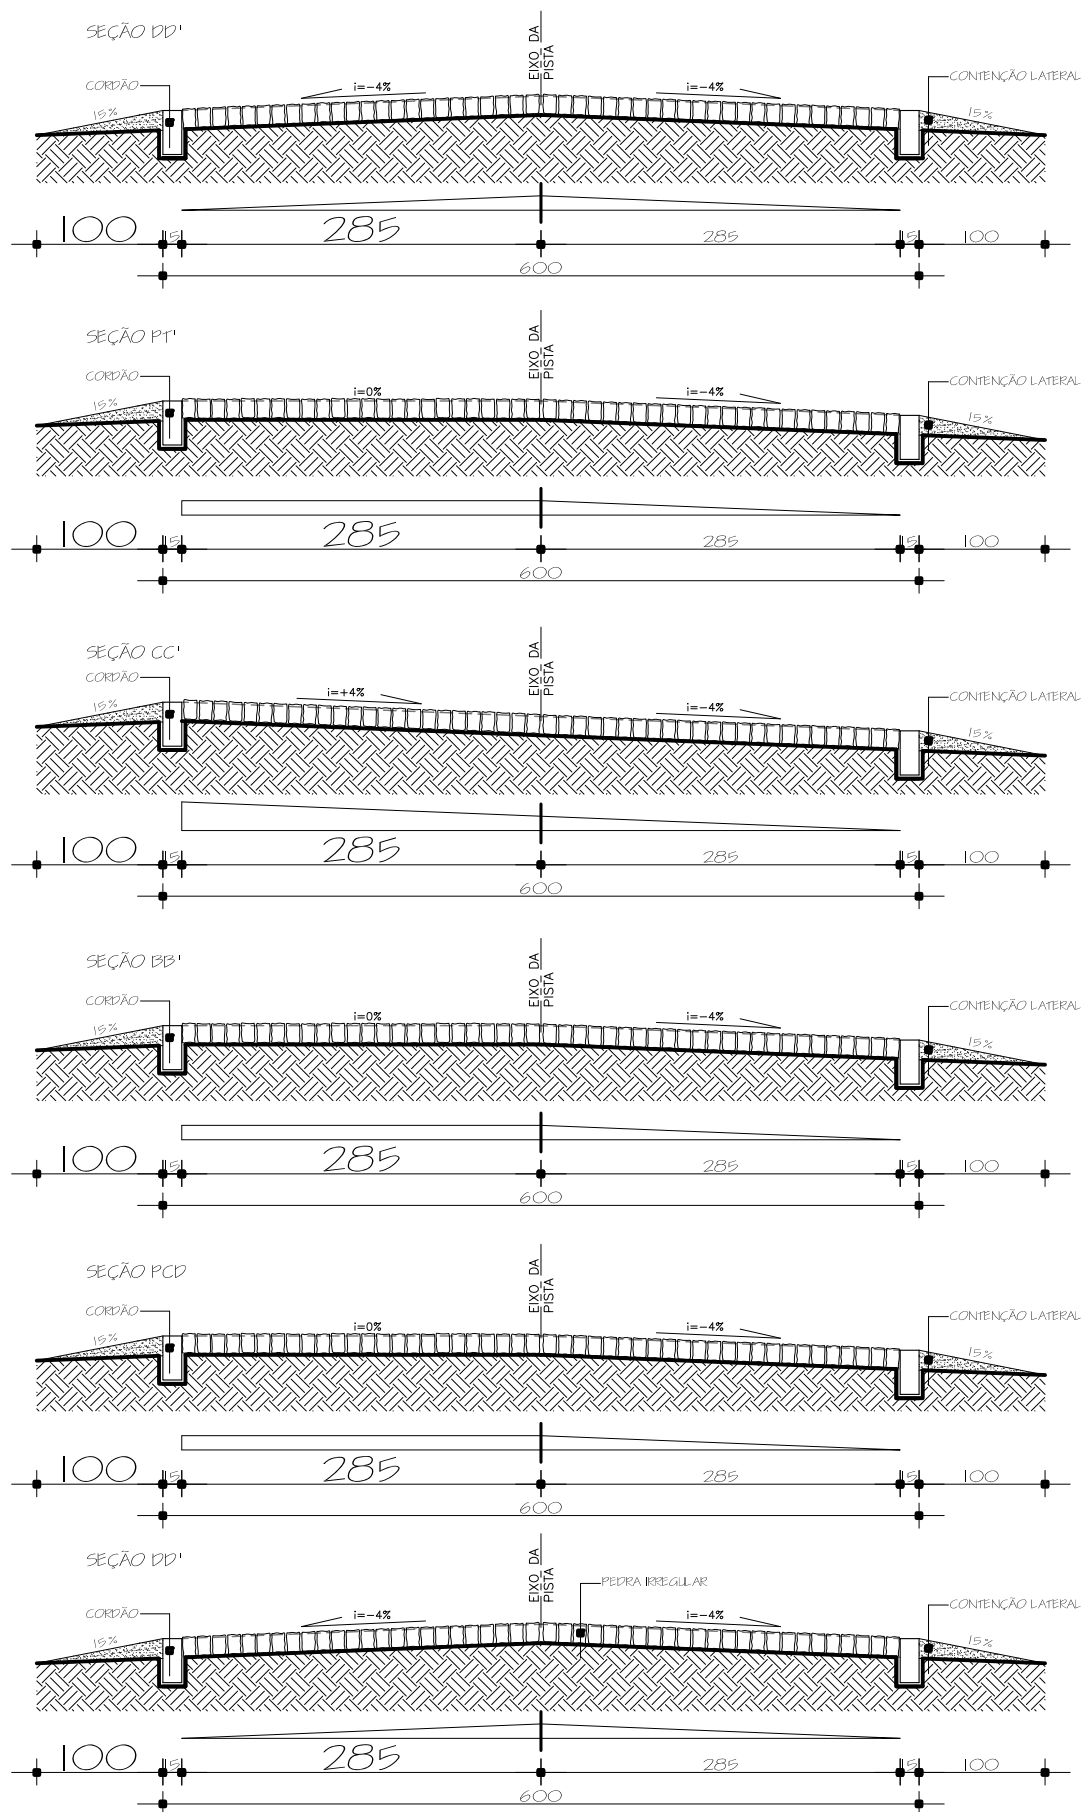 SEÇÃO DD'
EIXO DA
PISTA
CORDÃO
CONTENÇÃO LATERAL
i=-4%
i=-4%
15%
15%
100
15
285
285
15
100
600
SEÇÃO PT'
EIXO DA
PISTA
CORDÃO
CONTENÇÃO LATERAL
i=0%
i=-4%
15%
15%
100
15
285
285
15
100
600
SEÇÃO CC'
EIXO DA
PISTA
CORDÃO
CONTENÇÃO LATERAL
i=+4%
i=-4%
15%
15%
100
15
285
285
15
100
600
SEÇÃO BB'
EIXO DA
PISTA
CORDÃO
CONTENÇÃO LATERAL
i=0%
i=-4%
15%
15%
100
15
285
285
15
100
600
SEÇÃO PCD
EIXO DA
PISTA
CORDÃO
CONTENÇÃO LATERAL
i=0%
i=-4%
15%
15%
100
15
285
285
15
100
600
SEÇÃO DD'
EIXO DA
PISTA
PEDRA IRREGULAR
CORDÃO
CONTENÇÃO LATERAL
i=-4%
i=-4%
15%
15%
100
15
285
285
15
100
600